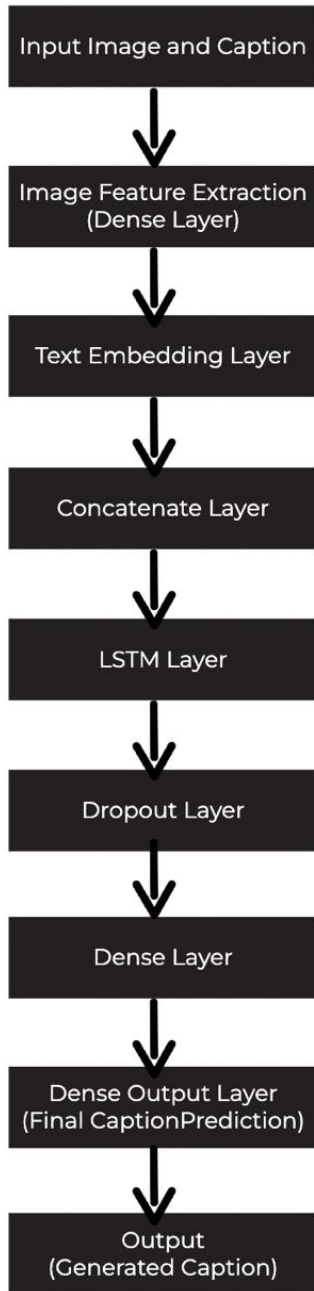 Input Image and Caption
Image Feature Extraction
(Dense Layer)
Text Embedding Layer
Concatenate Layer
LSTM Layer
Dropout Layer
Dense Layer
Dense Output Layer
(Final CaptionPrediction)
Output
(Generated Caption)